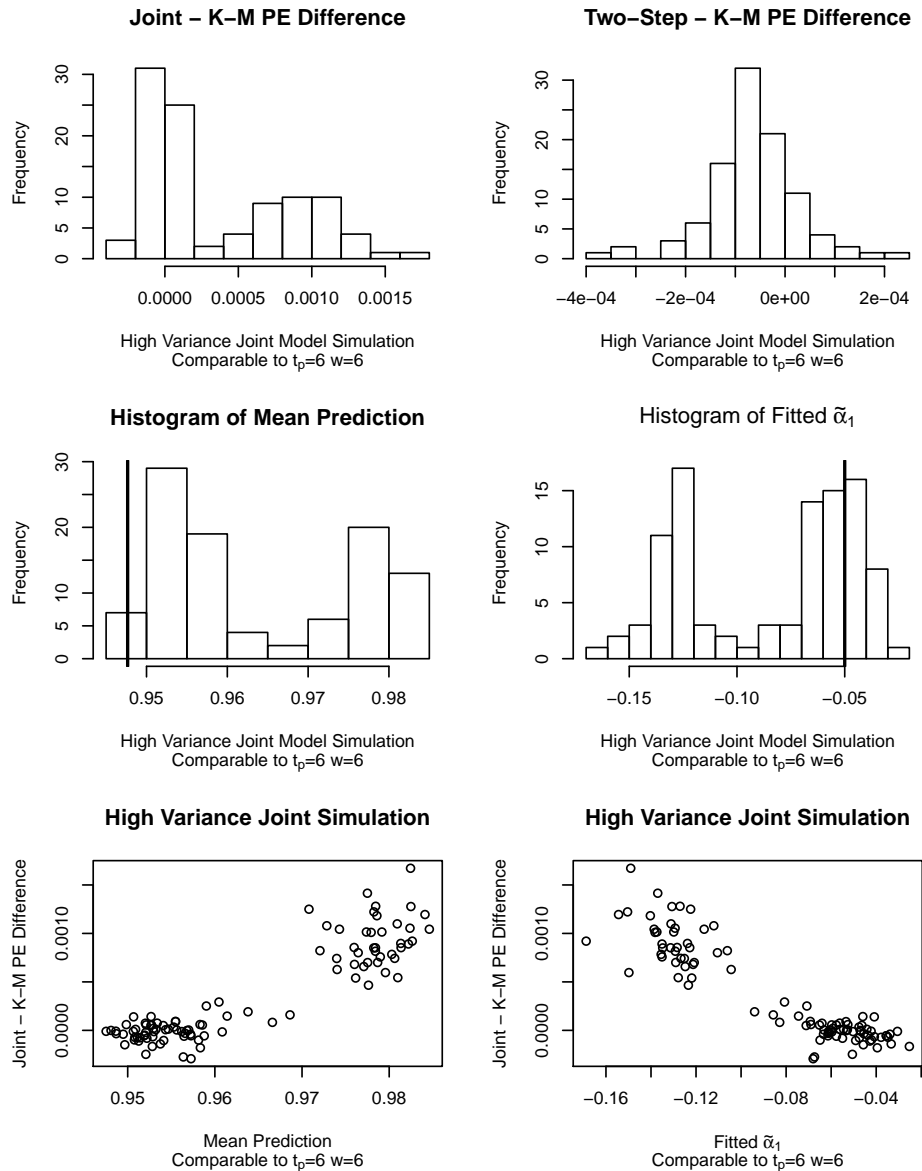 Joint − K−M PE Difference
Frequency
0 5 10 20 30
0.0000 0.0005 0.0010 0.0015
High Variance Joint Model Simulation
Comparable to tp=6 w=6
Two−Step − K−M PE Difference
Frequency
0 5 10 20 30
−4e−04 −2e−04 0e+00 2e−04
High Variance Joint Model Simulation
Comparable to tp=6 w=6
Histogram of Mean Prediction
Frequency
0 5 10 20 30
0.95 0.96 0.97 0.98
High Variance Joint Model Simulation
Comparable to tp=6 w=6
Histogram of Fitted α̃1
Frequency
0 5 10 15
−0.15 −0.10 −0.05
High Variance Joint Model Simulation
Comparable to tp=6 w=6
High Variance Joint Simulation
Joint − K−M PE Difference
0.0000 0.0010
0.95 0.96 0.97 0.98
Mean Prediction
Comparable to tp=6 w=6
High Variance Joint Simulation
Joint − K−M PE Difference
0.0000 0.0010
−0.16 −0.12 −0.08 −0.04
Fitted α̃1
Comparable to tp=6 w=6